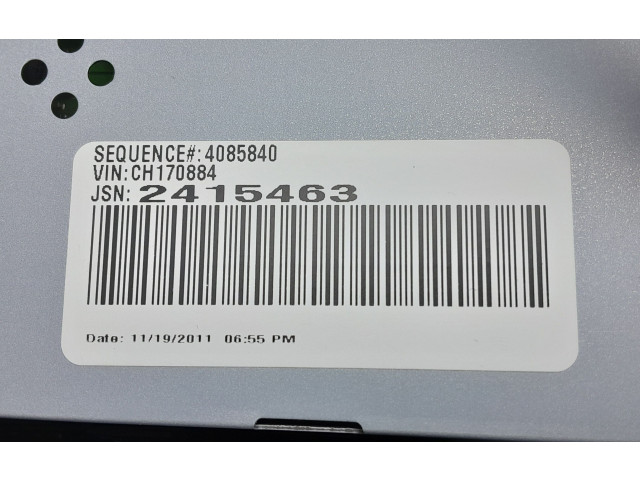 SEQUENCE#: 4085840
VIN: CH170884
JSN: 2415463
Date: 11/19/2011 06:55 PM